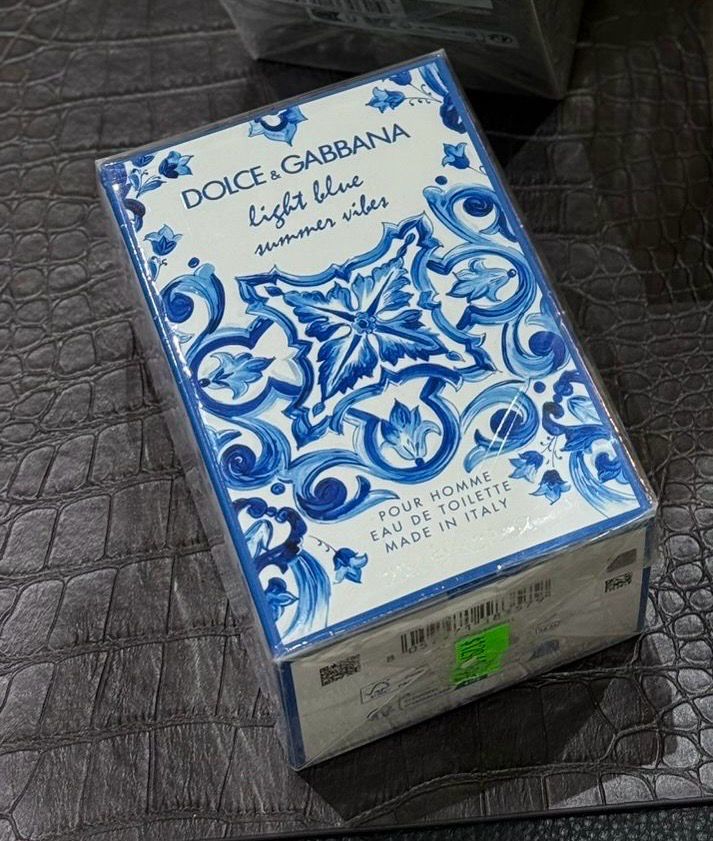 DOLCE & GABBANA
light blue
summer vibes
POUR HOMME
EAU DE TOILETTE
MADE IN ITALY